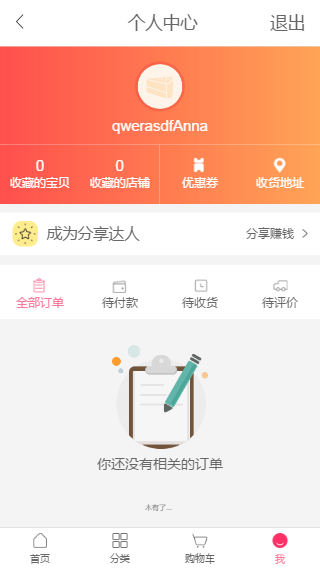 个人中心 退出
qwerasdfAnna
0 0
收藏的宝贝 收藏的店铺 优惠券 收货地址
成为分享达人 分享赚钱
全部订单 待付款 待收货 待评价
你还没有相关的订单
木有了...
首页 分类 购物车 我